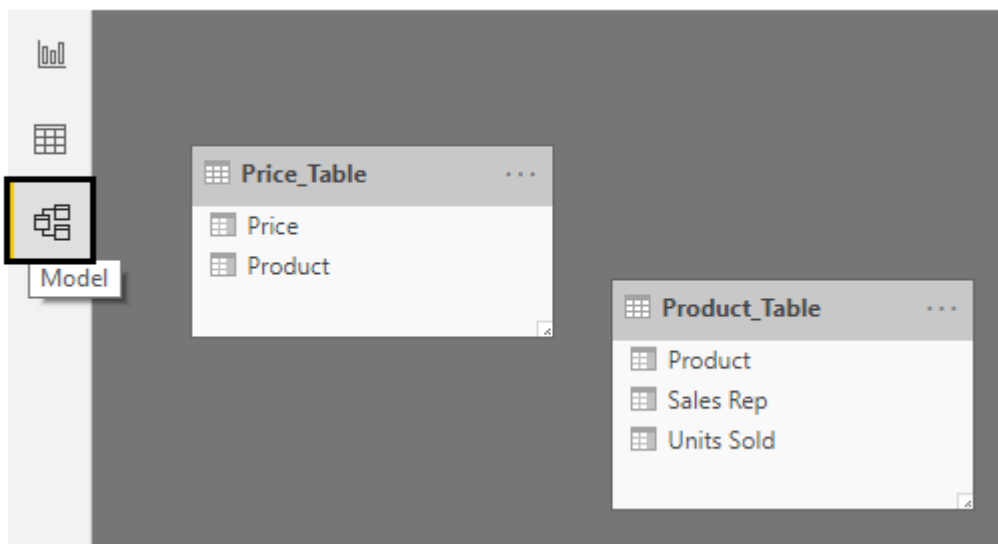 Price_Table
Price
Product
Model
Product_Table
Product
Sales Rep
Units Sold